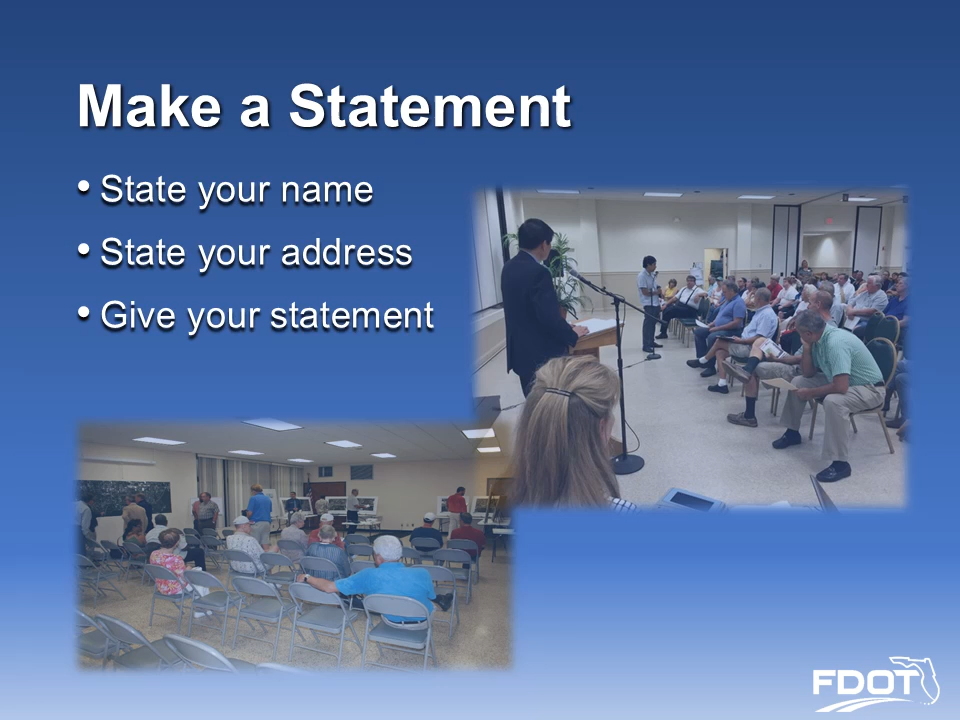 Make a Statement
• State your name
• State your address
• Give your statement
FDOT